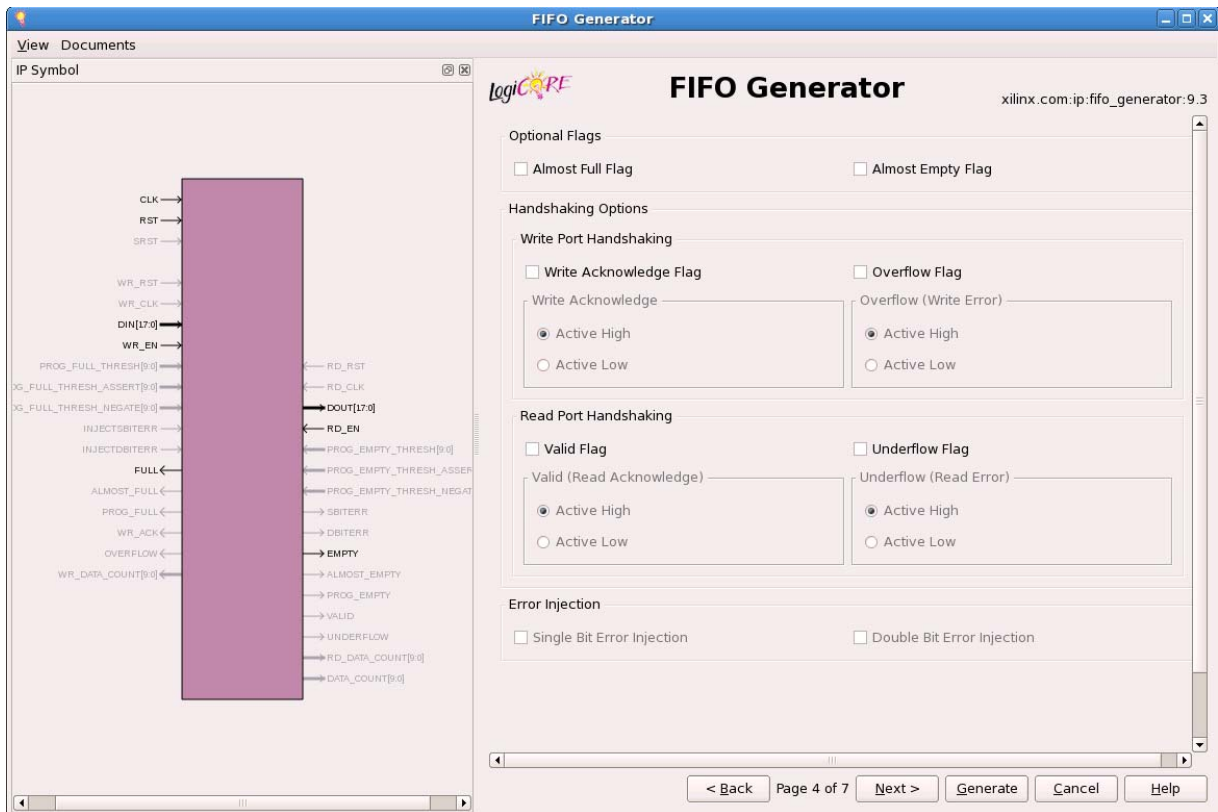 FIFO Generator
View Documents
IP Symbol
CLK
RST
SRST
WR_RST
WR_CLK
DIN[17:0]
WR_EN
PROG_FULL_THRESH[9:0]
OG_FULL_THRESH_ASSERT[9:0]
OG_FULL_THRESH_NEGATE[9:0]
INJECTSBITERR
INJECTDBITERR
FULL
ALMOST_FULL
PROG_FULL
WR_ACK
OVERFLOW
WR_DATA_COUNT[9:0]
RD_RST
RD_CLK
DOUT[17:0]
RD_EN
PROG_EMPTY_THRESH[9:0]
PROG_EMPTY_THRESH_ASSER
PROG_EMPTY_THRESH_NEGAT
SBITERR
DBITERR
EMPTY
ALMOST_EMPTY
PROG_EMPTY
VALID
UNDERFLOW
RD_DATA_COUNT[9:0]
DATA_COUNT[9:0]
LogiCORE
FIFO Generator
xilinx.com:ip:fifo_generator:9.3
Optional Flags
Almost Full Flag Almost Empty Flag
Handshaking Options
Write Port Handshaking
Write Acknowledge Flag Overflow Flag
Write Acknowledge Overflow (Write Error)
Active High Active High
Active Low Active Low
Read Port Handshaking
Valid Flag Underflow Flag
Valid (Read Acknowledge) Underflow (Read Error)
Active High Active High
Active Low Active Low
Error Injection
Single Bit Error Injection Double Bit Error Injection
< Back Page 4 of 7 Next > Generate Cancel Help